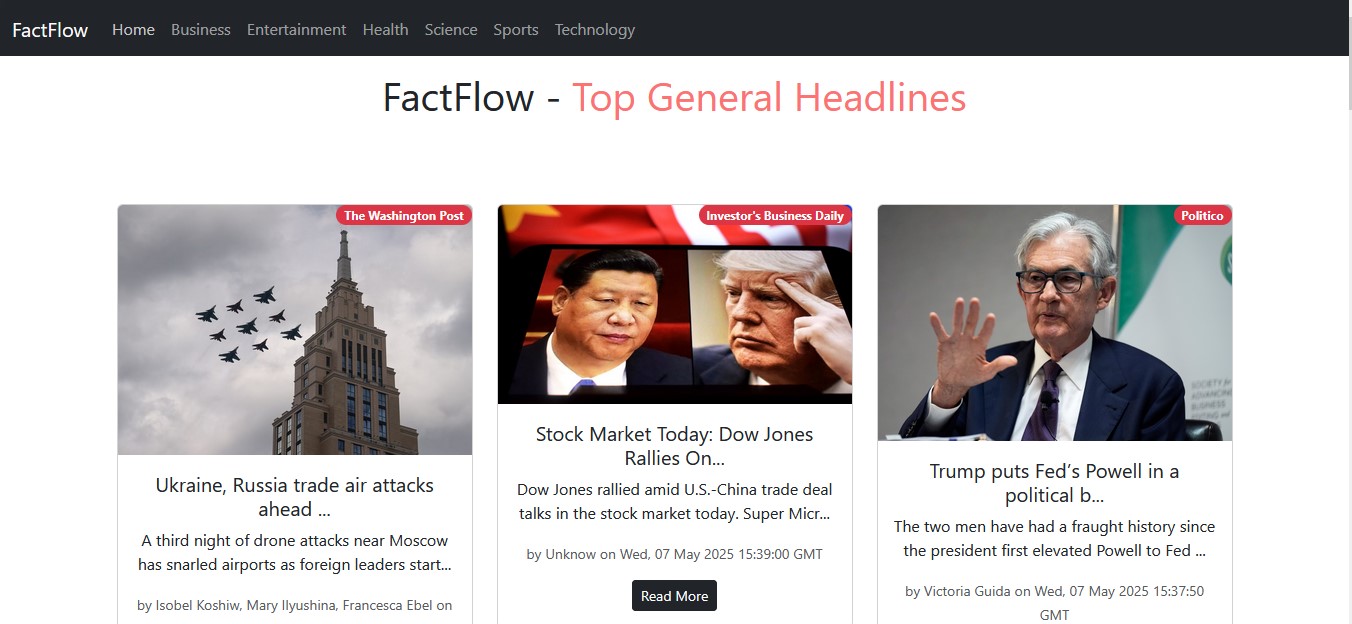 FactFlow Home Business Entertainment Health Science Sports Technology
FactFlow - Top General Headlines
The Washington Post
Ukraine, Russia trade air attacks
ahead ...
A third night of drone attacks near Moscow
has snarled airports as foreign leaders start...
by Isobel Koshiw, Mary Ilyushina, Francesca Ebel on
Investor's Business Daily
Stock Market Today: Dow Jones
Rallies On...
Dow Jones rallied amid U.S.-China trade deal
talks in the stock market today. Super Micr...
by Unknow on Wed, 07 May 2025 15:39:00 GMT
Read More
Politico
SOCIETY for
ADVANCING
BUSINESS
Trump puts Fed’s Powell in a
political b...
The two men have had a fraught history since
the president first elevated Powell to Fed ...
by Victoria Guida on Wed, 07 May 2025 15:37:50
GMT